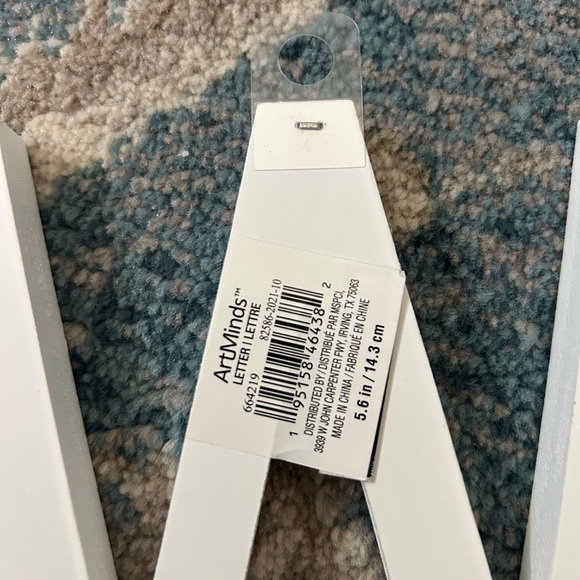 ArtMinds™
LETTER / LETTRE
664219
82586-2021-10
1 95158 46438 2
DISTRIBUTED BY / DISTRIBUÉ PAR MSPCI,
3939 W JOHN CARPENTER FWY, IRVING, TX 75063
MADE IN CHINA / FABRIQUÉ EN CHINE
5.6 in / 14.3 cm